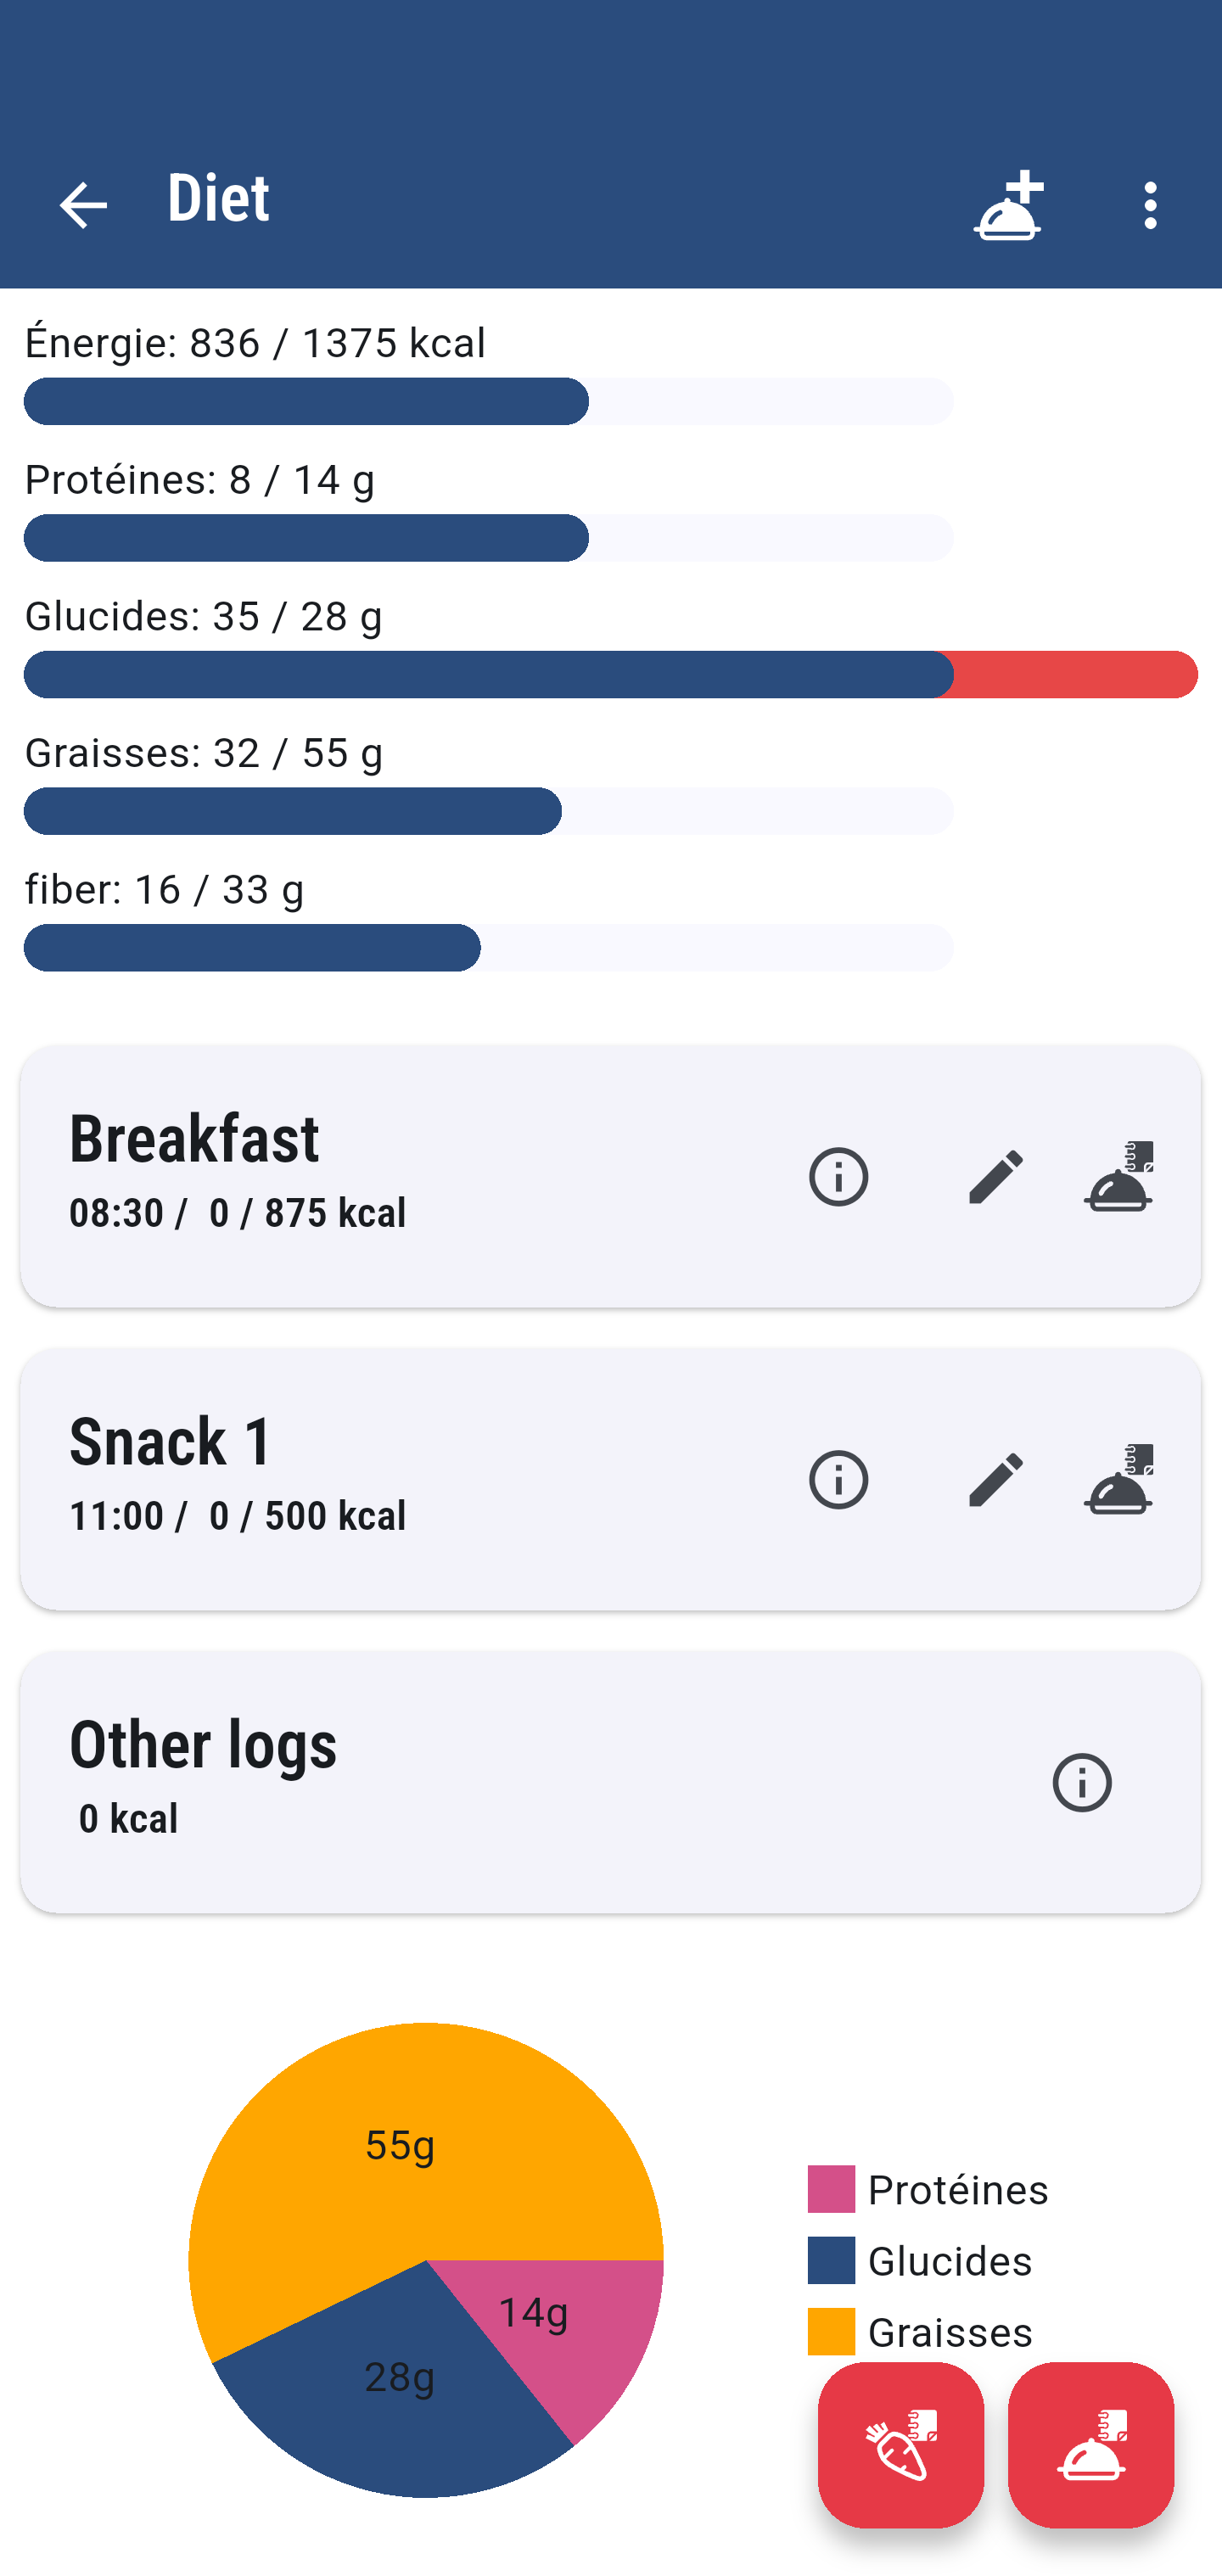 Diet
Énergie: 836 / 1375 kcal
Protéines: 8 / 14 g
Glucides: 35 / 28 g
Graisses: 32 / 55 g
fiber: 16 / 33 g
Breakfast
08:30 /  0 / 875 kcal
Snack 1
11:00 /  0 / 500 kcal
Other logs
0 kcal
55g
14g
28g
Protéines
Glucides
Graisses